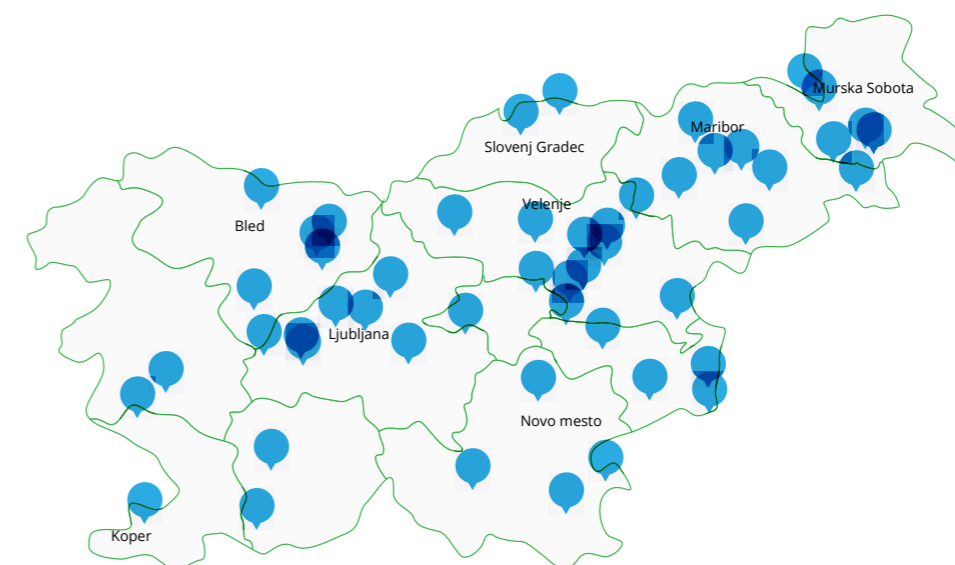 Murska Sobota
Maribor
Slovenj Gradec
Velenje
Bled
Ljubljana
Novo mesto
Koper